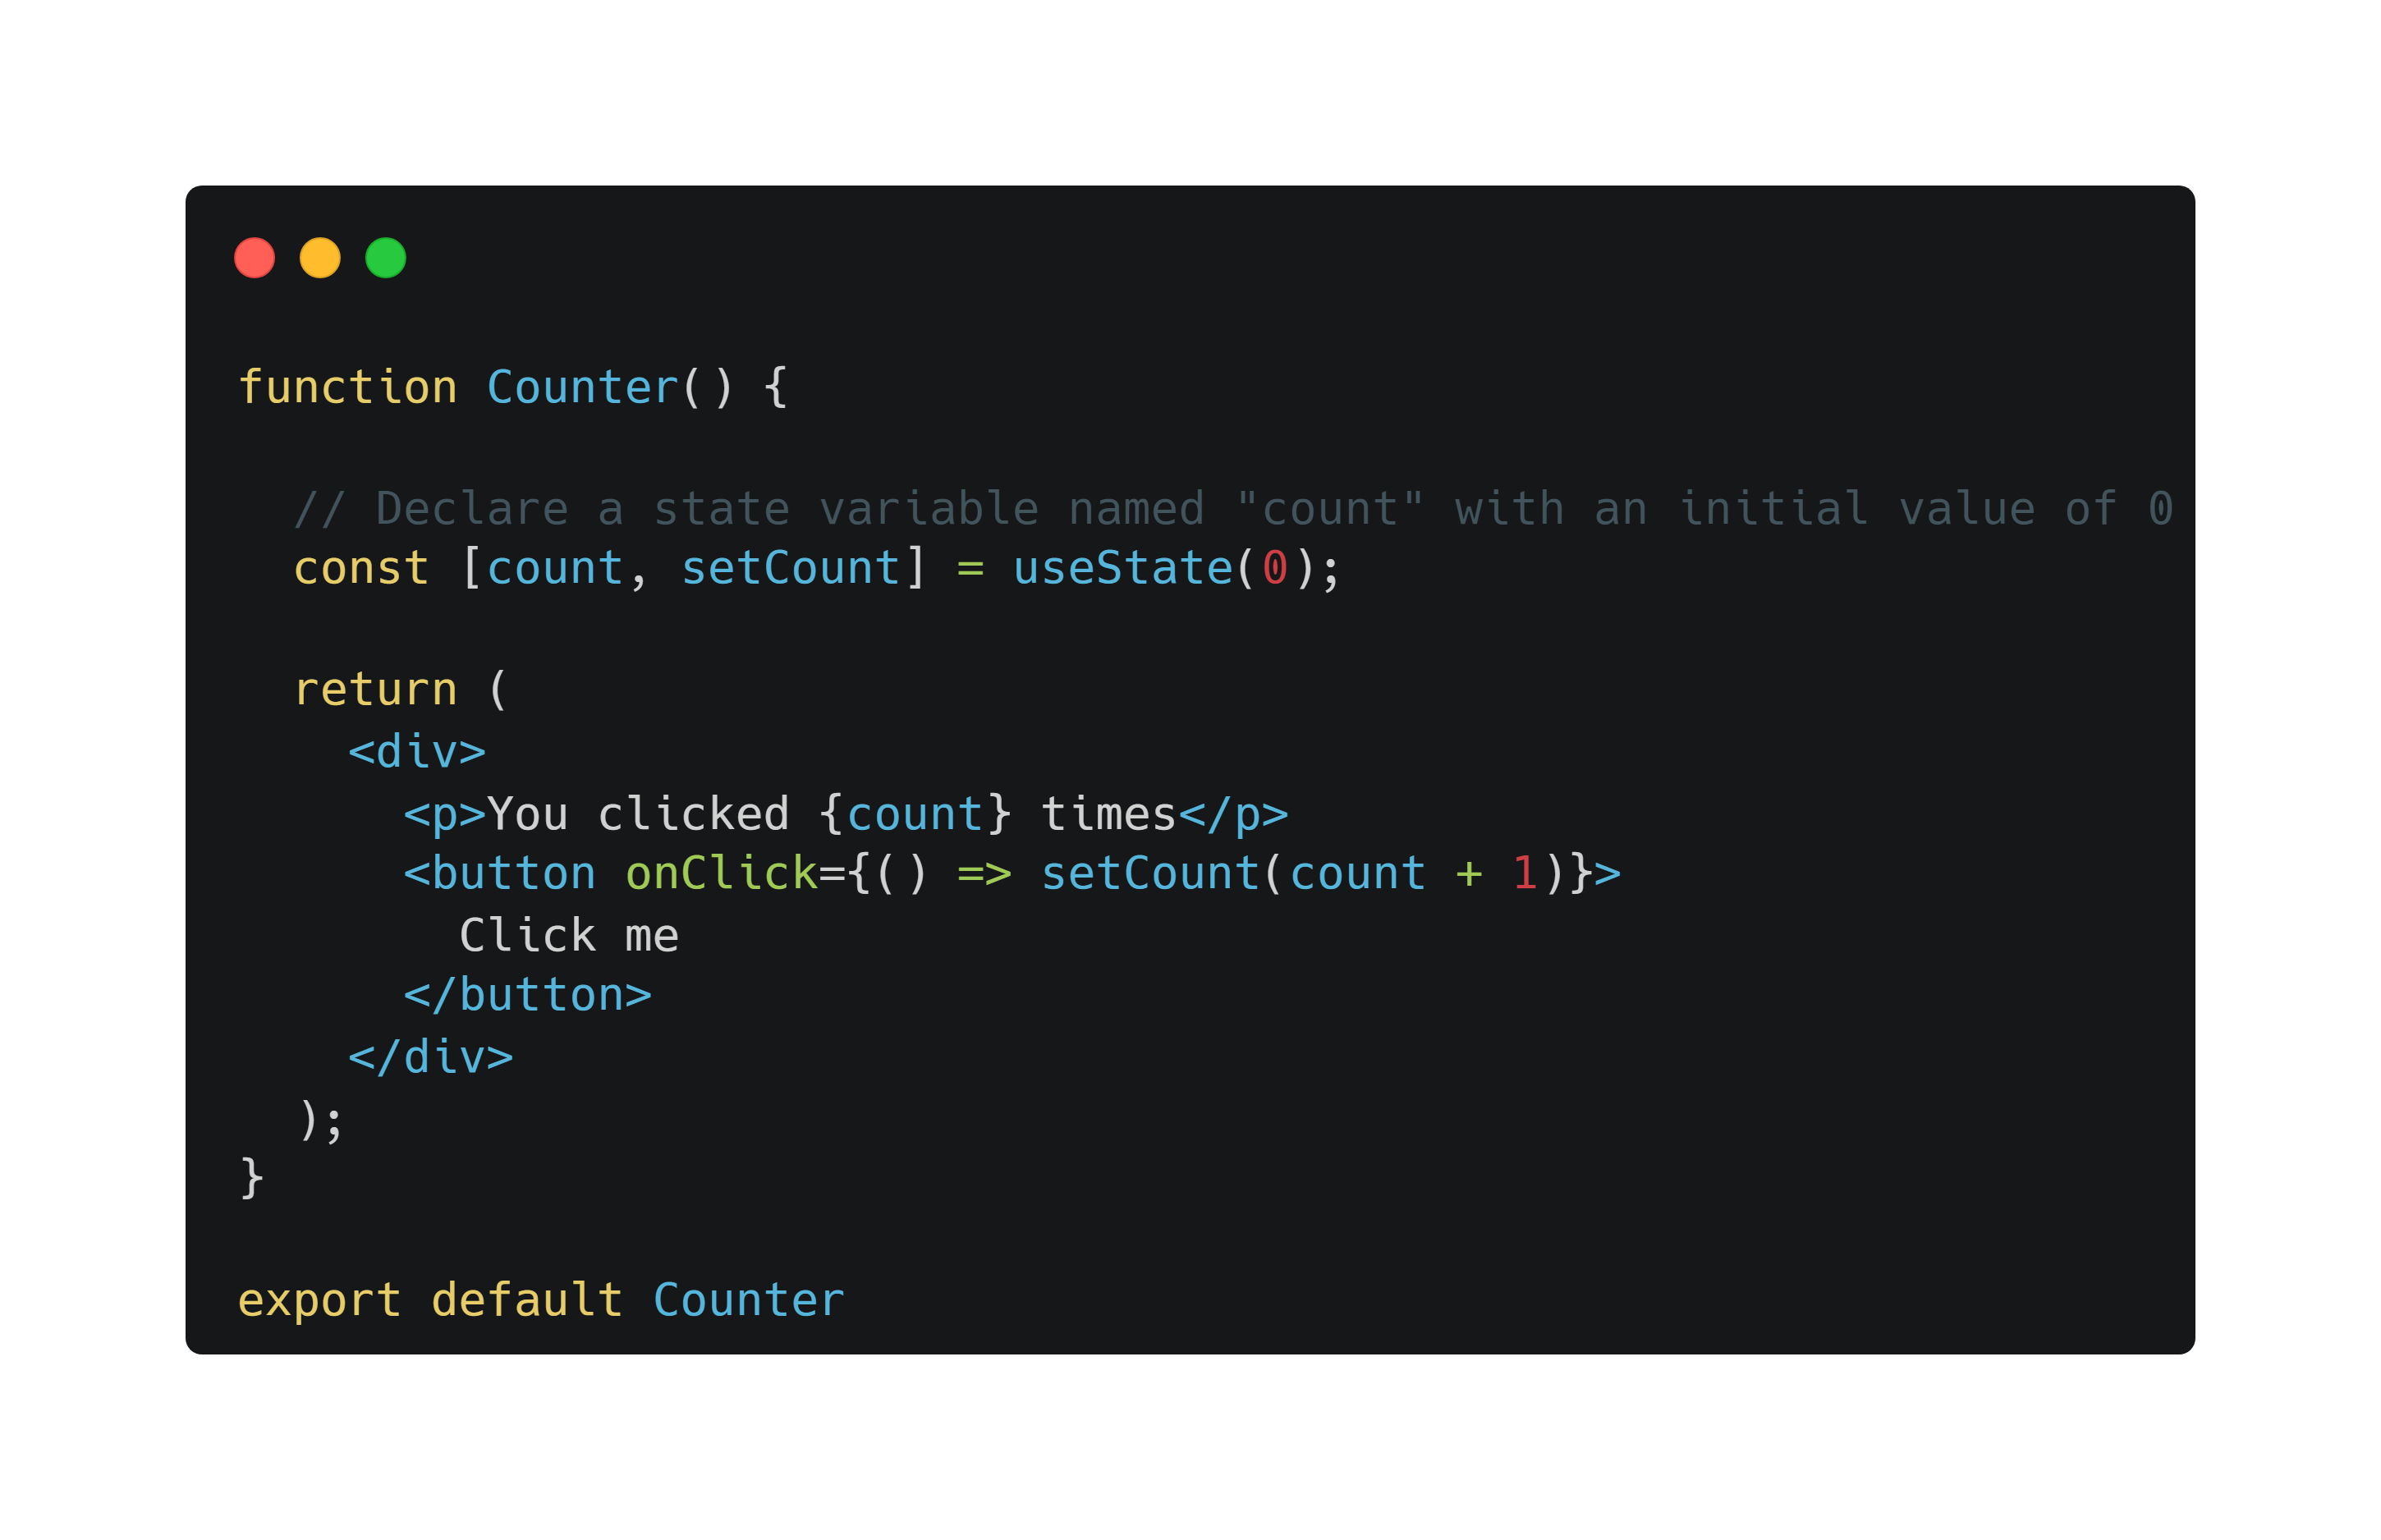 function Counter() {
  // Declare a state variable named "count" with an initial value of 0
  const [count, setCount] = useState(0);
  return (
    <div>
      <p>You clicked {count} times</p>
      <button onClick={() => setCount(count + 1)}>
        Click me
      </button>
    </div>
  );
}
export default Counter